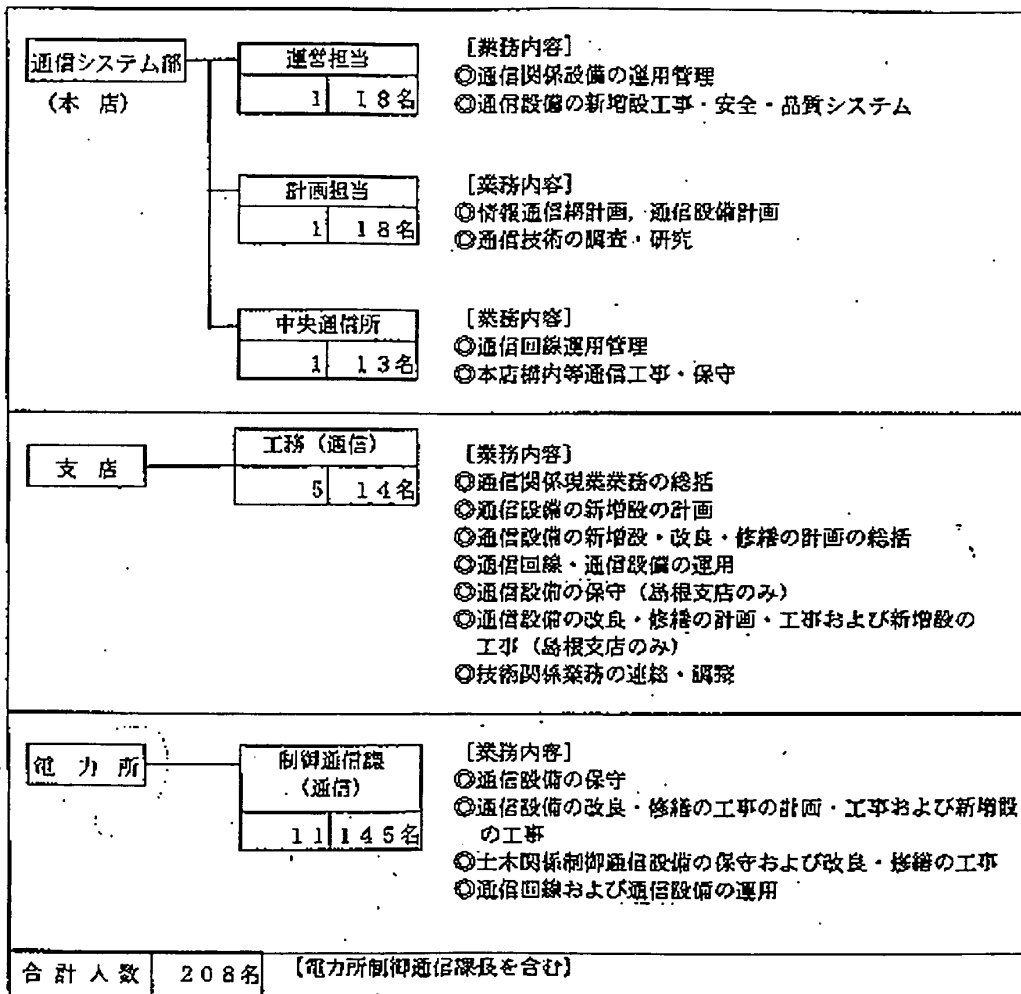 通信システム部
(本 店)
運営担当
1 18名
[業務内容]
◎通信関係設備の運用管理
◎通信設備の新増設工事・安全・品質システム
計画担当
1 18名
[業務内容]
◎情報通信網計画,通信設備計画
◎通信技術の調査・研究
中央通信所
1 13名
[業務内容]
◎通信回線運用管理
◎本店構内等通信工事・保守
支 店
工務(通信)
5 14名
[業務内容]
◎通信関係現業業務の総括
◎通信設備の新増設の計画
◎通信設備の新増設・改良・修繕の計画の総括
◎通信回線・通信設備の運用
◎通信設備の保守(島根支店のみ)
◎通信設備の改良・修繕の計画・工事および新増設の
工事(島根支店のみ)
◎技術関係業務の連絡・調整
電 力 所
制御通信課
(通信)
11 145名
[業務内容]
◎通信設備の保守
◎通信設備の改良・修繕の工事の計画・工事および新増設
の工事
◎土木関係制御通信設備の保守および改良・修繕の工事
◎通信回線および通信設備の運用
合計人数 208名 [電力所制御通信課長を含む]